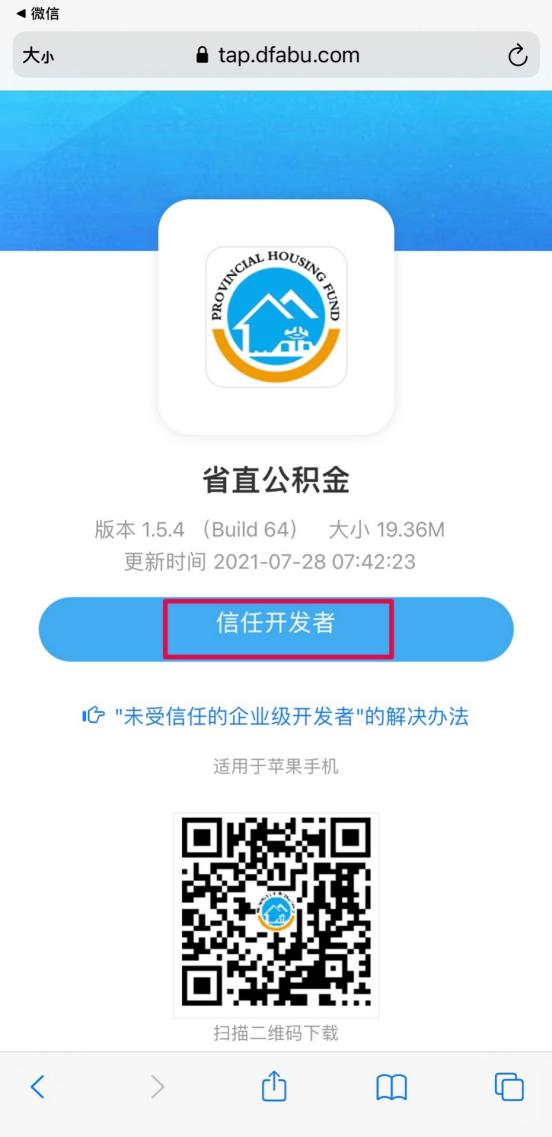 微信
大小 tap.dfabu.com
PROVINCIAL HOUSING FUND
省直公积金
版本 1.5.4 （Build 64） 大小 19.36M
更新时间 2021-07-28 07:42:23
信任开发者
"未受信任的企业级开发者"的解决办法
适用于苹果手机
扫描二维码下载